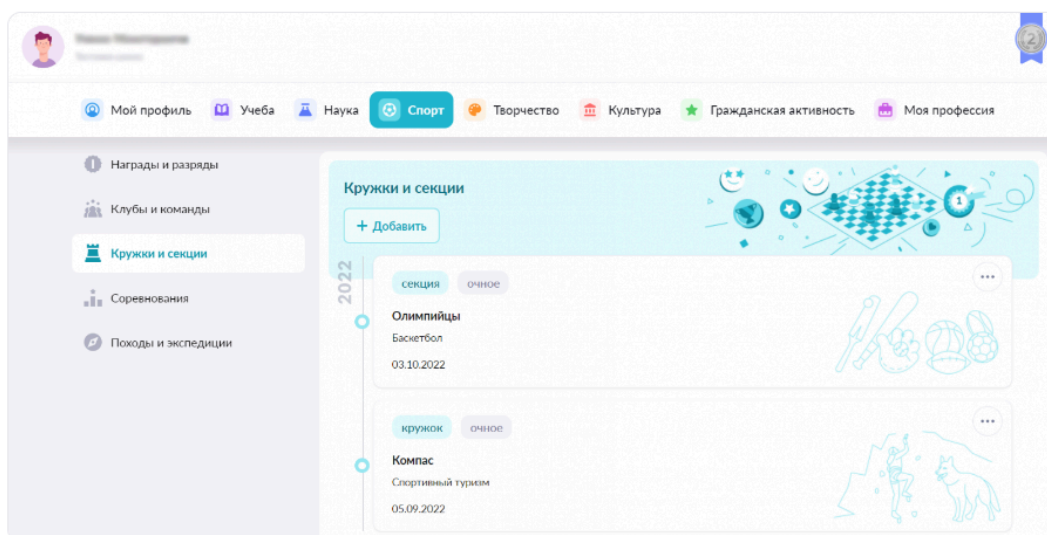 2
Мой профиль Учеба Наука Спорт Творчество Культура Гражданская активность Моя профессия
Награды и разряды
Клубы и команды
Кружки и секции
Соревнования
Походы и экспедиции
Кружки и секции
+ Добавить
1
2022
секция очное
Олимпийцы
Баскетбол
03.10.2022
кружок очное
Компас
Спортивный туризм
05.09.2022